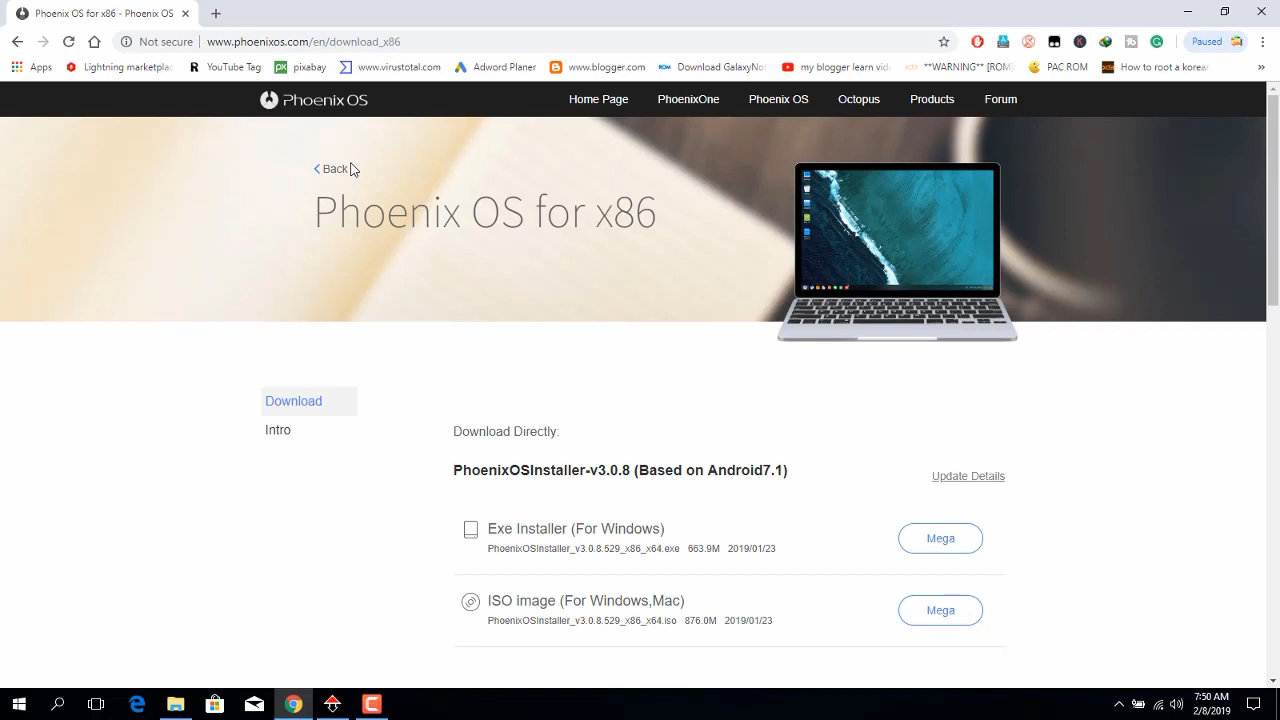 Phoenix OS for x86 - Phoenix OS
Not secure www.phoenixos.com/en/download_x86 Paused
Apps Lightning marketpla YouTube Tag pixabay www.virustotal.com Adword Planer www.blogger.com Download GalaxyNot my blogger learn vide **WARNING** [ROM] PAC ROM How to root a korear »
Phoenix OS Home Page PhoenixOne Phoenix OS Octopus Products Forum
Back
Phoenix OS for x86
Download
Intro
Download Directly:
PhoenixOSInstaller-v3.0.8 (Based on Android7.1)
Update Details
Exe Installer (For Windows)
PhoenixOSInstaller_v3.0.8.529_x86_x64.exe 663.9M 2019/01/23
Mega
ISO image (For Windows,Mac)
PhoenixOSInstaller_v3.0.8.529_x86_x64.iso 876.0M 2019/01/23
Mega
7:50 AM
2/8/2019